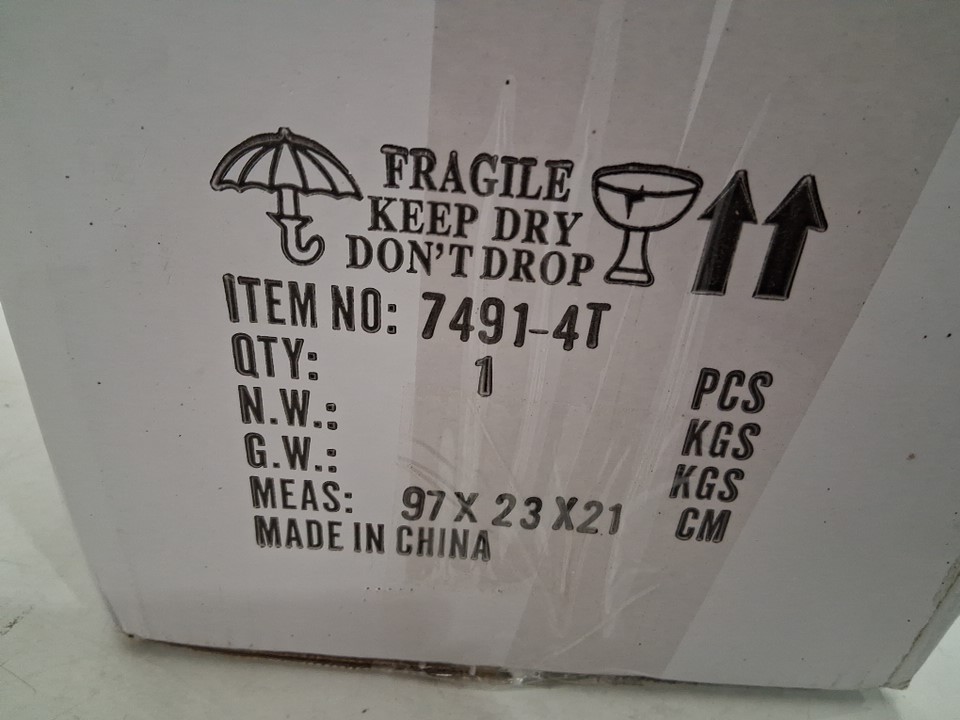 FRAGILE
KEEP DRY
DON'T DROP
ITEM NO: 7491-4T
QTY: 1 PCS
N.W.: KGS
G.W.: KGS
MEAS: 97 X 23 X 21 CM
MADE IN CHINA